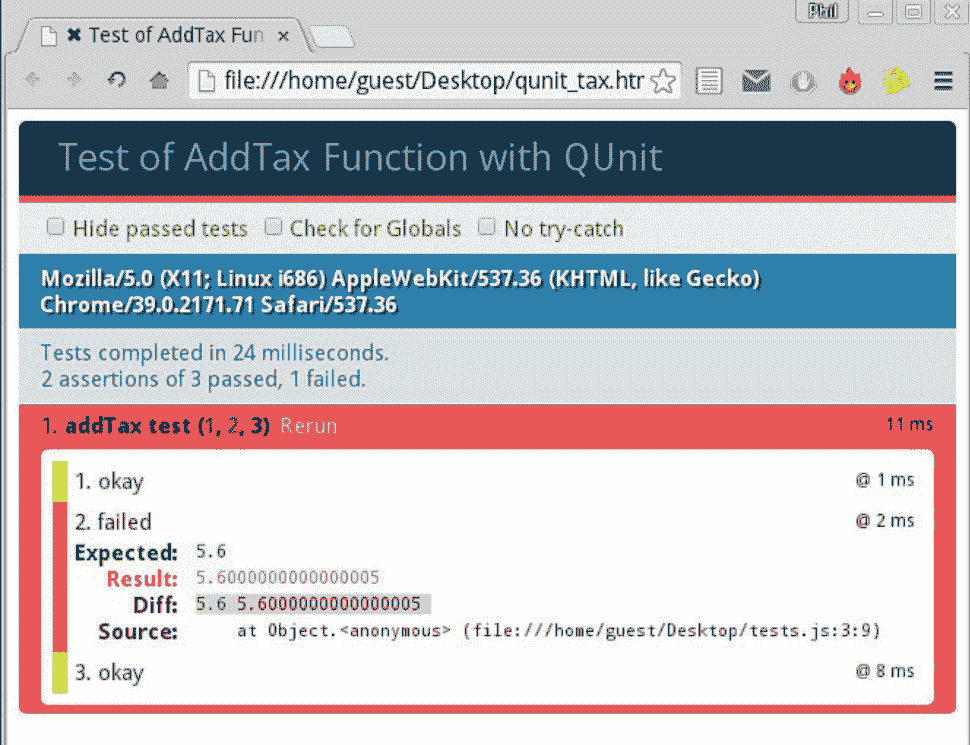 Phil
✖ Test of AddTax Fun ×
file:///home/guest/Desktop/qunit_tax.htr
Test of AddTax Function with QUnit
Hide passed tests Check for Globals No try-catch
Mozilla/5.0 (X11; Linux i686) AppleWebKit/537.36 (KHTML, like Gecko)
Chrome/39.0.2171.71 Safari/537.36
Tests completed in 24 milliseconds.
2 assertions of 3 passed, 1 failed.
1. addTax test (1, 2, 3) Rerun 11 ms
1. okay @ 1 ms
2. failed @ 2 ms
Expected: 5.6
Result: 5.6000000000000005
Diff: 5.6 5.6000000000000005
Source: at Object.<anonymous> (file:///home/guest/Desktop/tests.js:3:9)
3. okay @ 8 ms